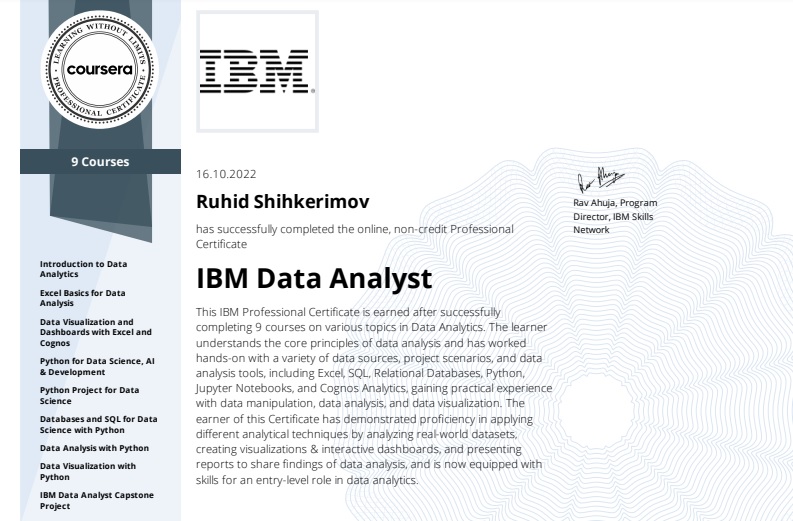 LEARNING WITHOUT LIMITS
coursera
PROFESSIONAL CERTIFICATE
9 Courses
Introduction to Data
Analytics
Excel Basics for Data
Analysis
Data Visualization and
Dashboards with Excel and
Cognos
Python for Data Science, AI
& Development
Python Project for Data
Science
Databases and SQL for Data
Science with Python
Data Analysis with Python
Data Visualization with
Python
IBM Data Analyst Capstone
Project
IBM®
16.10.2022
Ruhid Shihkerimov
has successfully completed the online, non-credit Professional
Certificate
IBM Data Analyst
This IBM Professional Certificate is earned after successfully
completing 9 courses on various topics in Data Analytics. The learner
understands the core principles of data analysis and has worked
hands-on with a variety of data sources, project scenarios, and data
analysis tools, including Excel, SQL, Relational Databases, Python,
Jupyter Notebooks, and Cognos Analytics, gaining practical experience
with data manipulation, data analysis, and data visualization. The
earner of this Certificate has demonstrated proficiency in applying
different analytical techniques by analyzing real-world datasets,
creating visualizations & interactive dashboards, and presenting
reports to share findings of data analysis, and is now equipped with
skills for an entry-level role in data analytics.
Rav Ahuja
Rav Ahuja, Program
Director, IBM Skills
Network